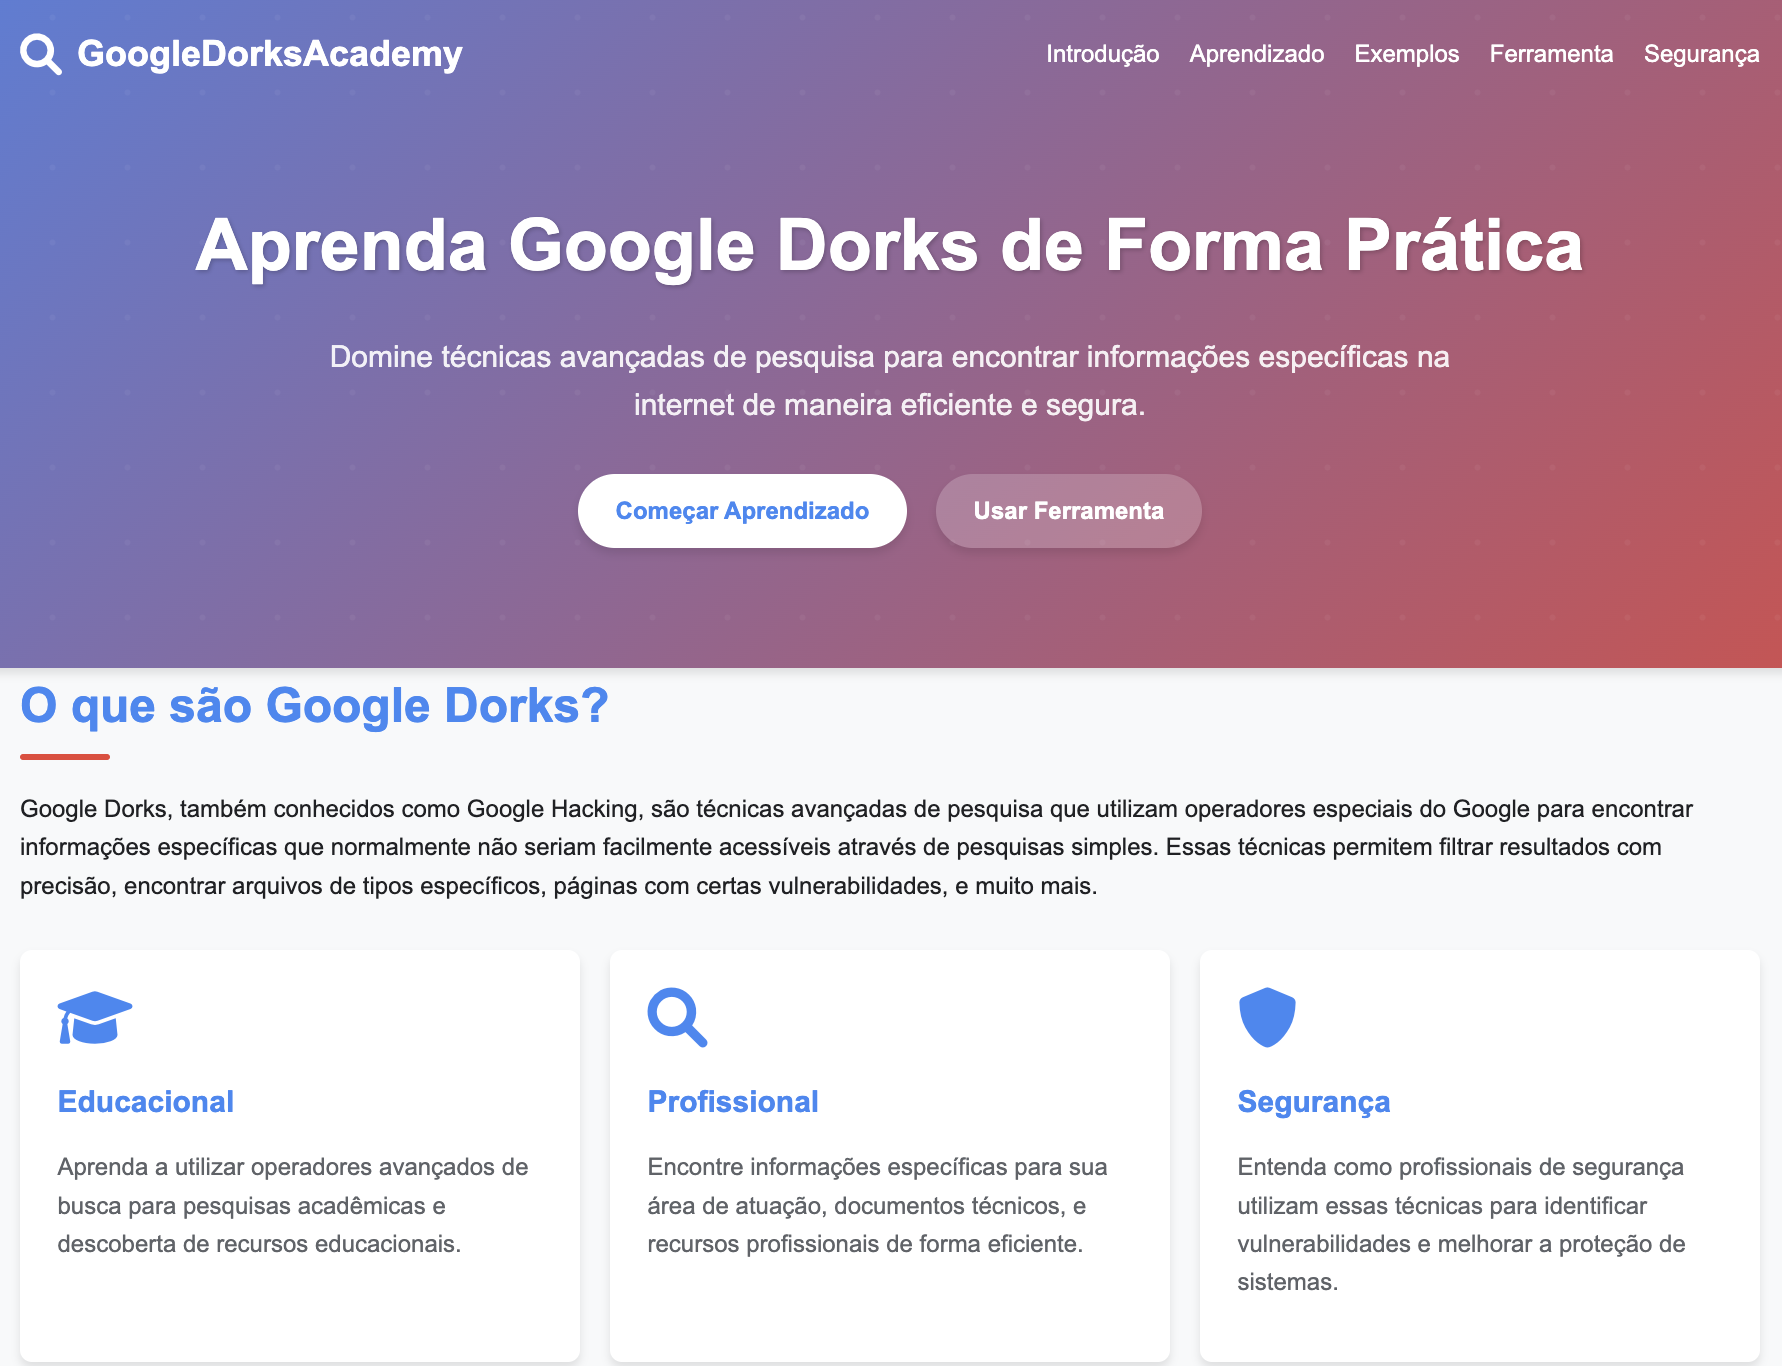 GoogleDorksAcademy
Introdução Aprendizado Exemplos Ferramenta Segurança
Aprenda Google Dorks de Forma Prática
Domine técnicas avançadas de pesquisa para encontrar informações específicas na
internet de maneira eficiente e segura.
Começar Aprendizado Usar Ferramenta
O que são Google Dorks?
Google Dorks, também conhecidos como Google Hacking, são técnicas avançadas de pesquisa que utilizam operadores especiais do Google para encontrar
informações específicas que normalmente não seriam facilmente acessíveis através de pesquisas simples. Essas técnicas permitem filtrar resultados com
precisão, encontrar arquivos de tipos específicos, páginas com certas vulnerabilidades, e muito mais.
Educacional
Aprenda a utilizar operadores avançados de
busca para pesquisas acadêmicas e
descoberta de recursos educacionais.
Profissional
Encontre informações específicas para sua
área de atuação, documentos técnicos, e
recursos profissionais de forma eficiente.
Segurança
Entenda como profissionais de segurança
utilizam essas técnicas para identificar
vulnerabilidades e melhorar a proteção de
sistemas.